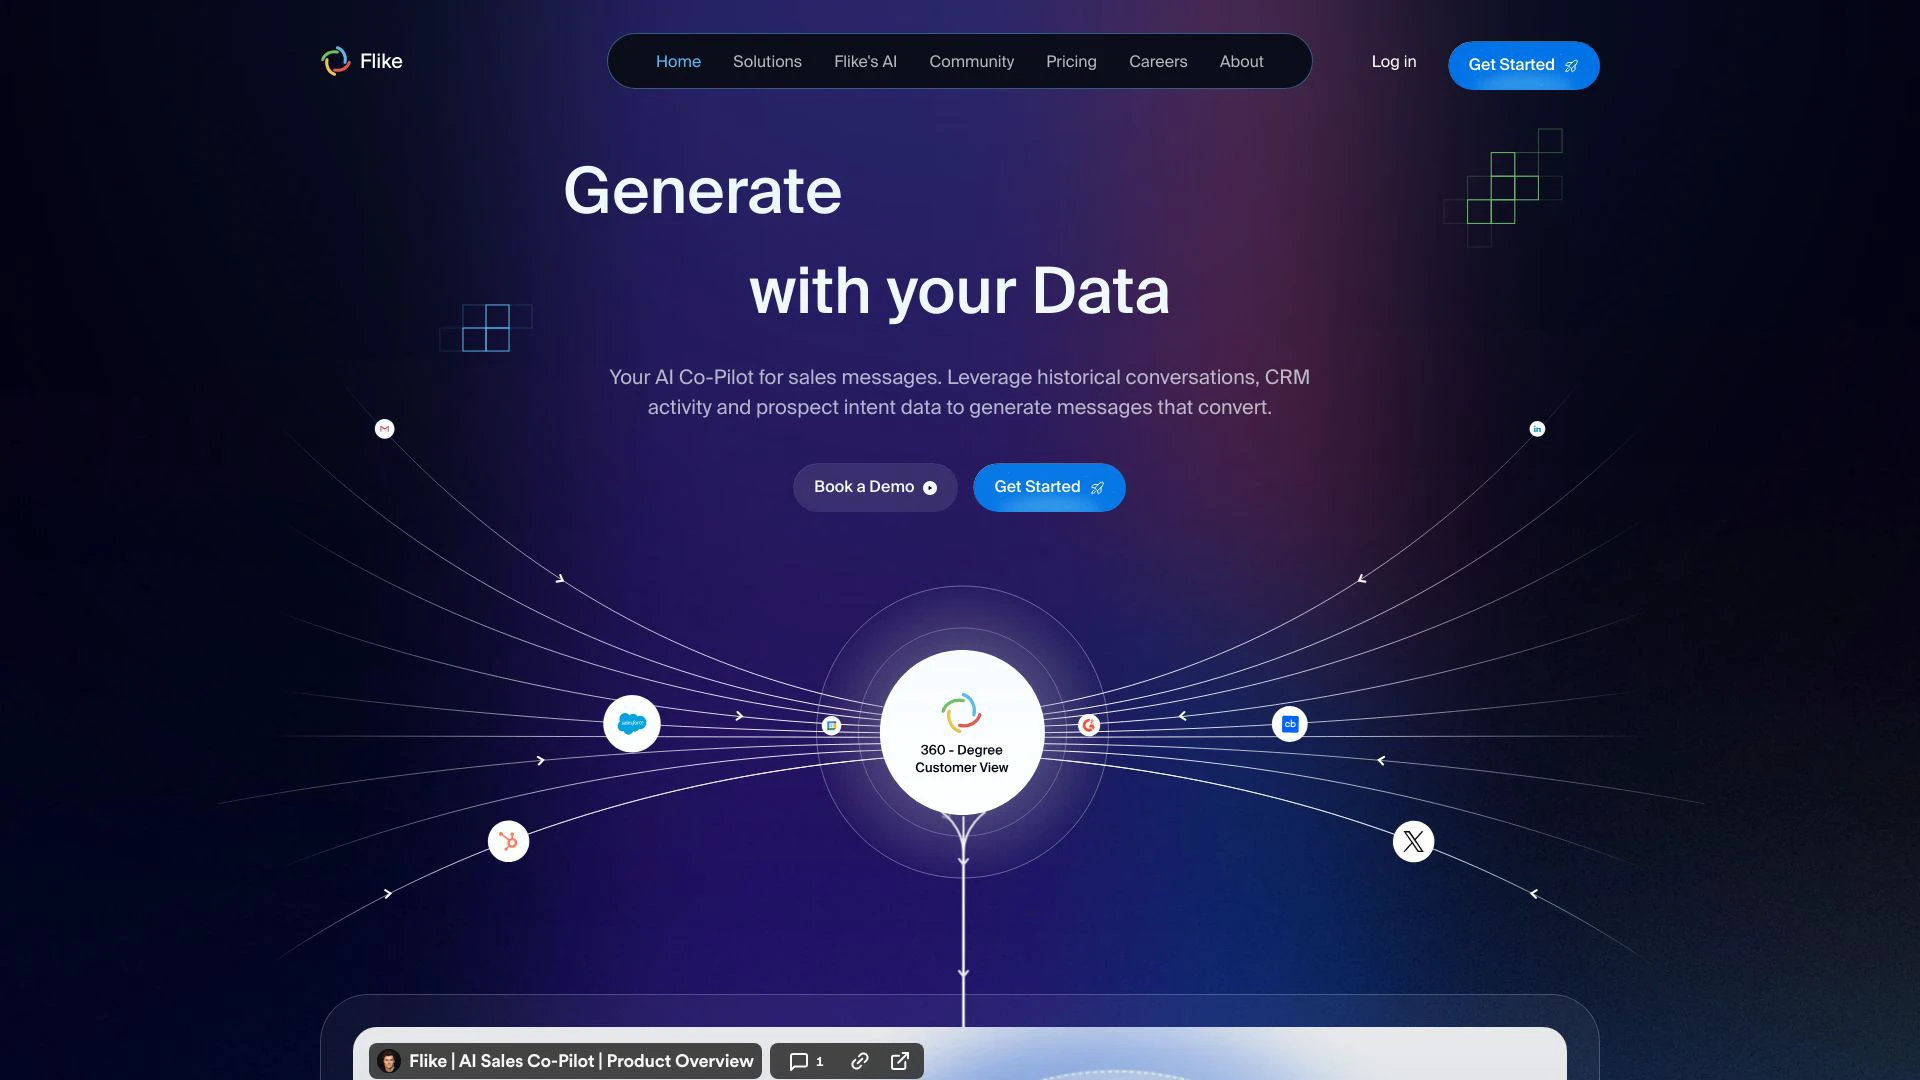 Flike
Home
Solutions
Flike's AI
Community
Pricing
Careers
About
Log in
Get Started
Generate
with your Data
Your AI Co-Pilot for sales messages. Leverage historical conversations, CRM
activity and prospect intent data to generate messages that convert.
Book a Demo
Get Started
in
salesforce
cb
360 - Degree
Customer View
Flike | AI Sales Co-Pilot | Product Overview
1